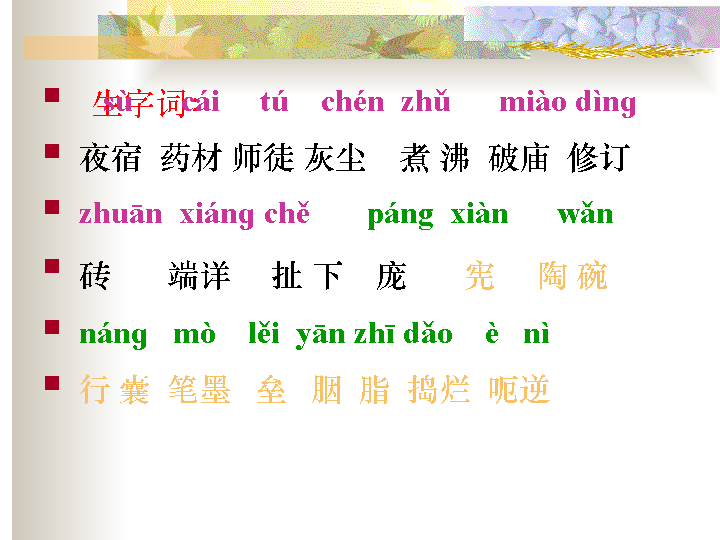 生字词:
sù cái tú chén zhǔ miào dìng
夜宿 药材 师徒 灰尘 煮 沸 破庙 修订
zhuān xiáng chě páng xiàn wǎn
砖 端详 扯 下 庞 宪 陶 碗
náng mò lěi yān zhī dǎo è nì
行 囊 笔墨 垒 胭 脂 捣烂 呃逆